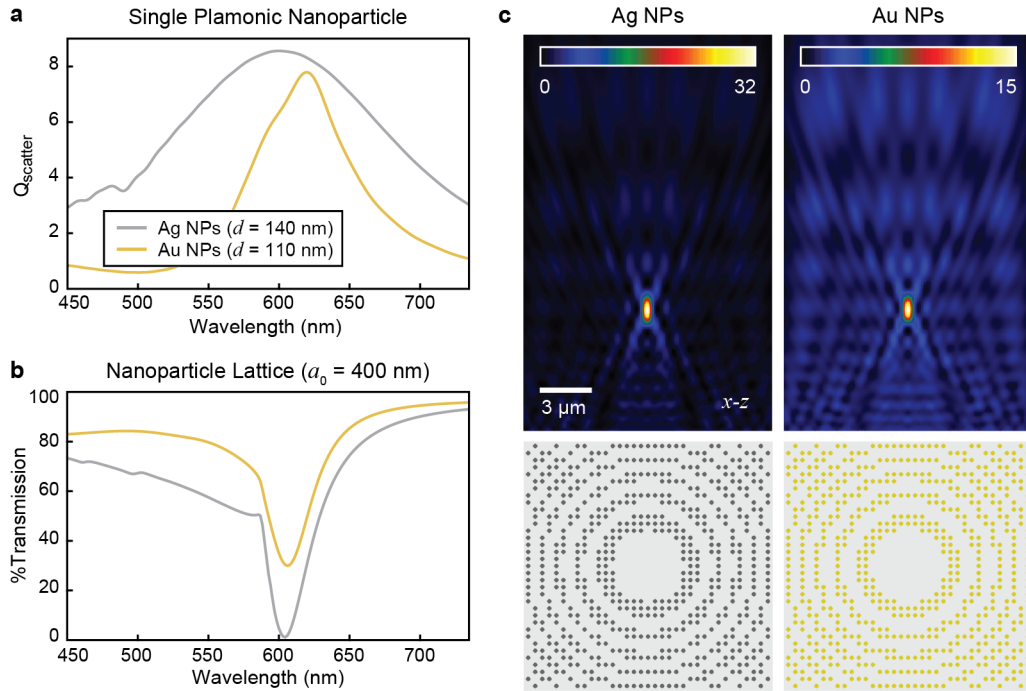 a
Single Plamonic Nanoparticle
8
6
4
2
0
Qscatter
Ag NPs (d = 140 nm)
Au NPs (d = 110 nm)
450 500 550 600 650 700
Wavelength (nm)
b
Nanoparticle Lattice (a0 = 400 nm)
100
80
60
40
20
0
%Transmission
450 500 550 600 650 700
Wavelength (nm)
c
Ag NPs
0 32
3 μm
x-z
Au NPs
0 15